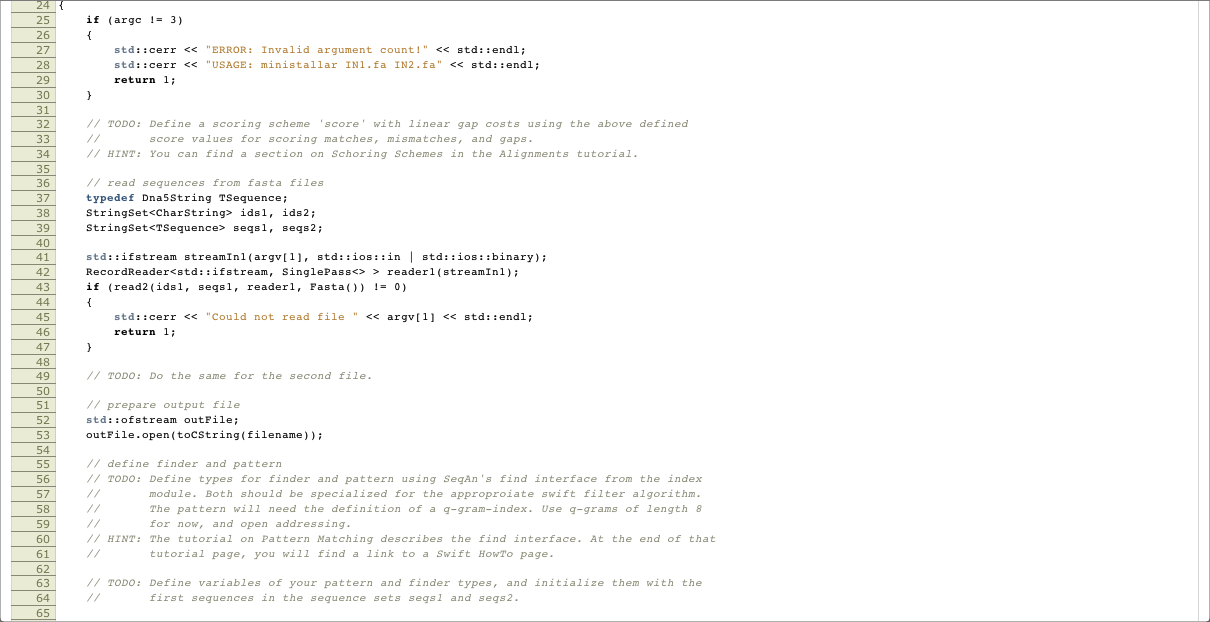 24 {
25     if (argc != 3)
26     {
27         std::cerr << "ERROR: Invalid argument count!" << std::endl;
28         std::cerr << "USAGE: ministallar IN1.fa IN2.fa" << std::endl;
29         return 1;
30     }
31
32     // TODO: Define a scoring scheme 'score' with linear gap costs using the above defined
33     //       score values for scoring matches, mismatches, and gaps.
34     // HINT: You can find a section on Schoring Schemes in the Alignments tutorial.
35
36     // read sequences from fasta files
37     typedef Dna5String TSequence;
38     StringSet<CharString> ids1, ids2;
39     StringSet<TSequence> seqs1, seqs2;
40
41     std::ifstream streamIn1(argv[1], std::ios::in | std::ios::binary);
42     RecordReader<std::ifstream, SinglePass<> > reader1(streamIn1);
43     if (read2(ids1, seqs1, reader1, Fasta()) != 0)
44     {
45         std::cerr << "Could not read file " << argv[1] << std::endl;
46         return 1;
47     }
48
49     // TODO: Do the same for the second file.
50
51     // prepare output file
52     std::ofstream outFile;
53     outFile.open(toCString(filename));
54
55     // define finder and pattern
56     // TODO: Define types for finder and pattern using SeqAn's find interface from the index
57     //       module. Both should be specialized for the approproiate swift filter algorithm.
58     //       The pattern will need the definition of a q-gram-index. Use q-grams of length 8
59     //       for now, and open addressing.
60     // HINT: The tutorial on Pattern Matching describes the find interface. At the end of that
61     //       tutorial page, you will find a link to a Swift HowTo page.
62
63     // TODO: Define variables of your pattern and finder types, and initialize them with the
64     //       first sequences in the sequence sets seqs1 and seqs2.
65